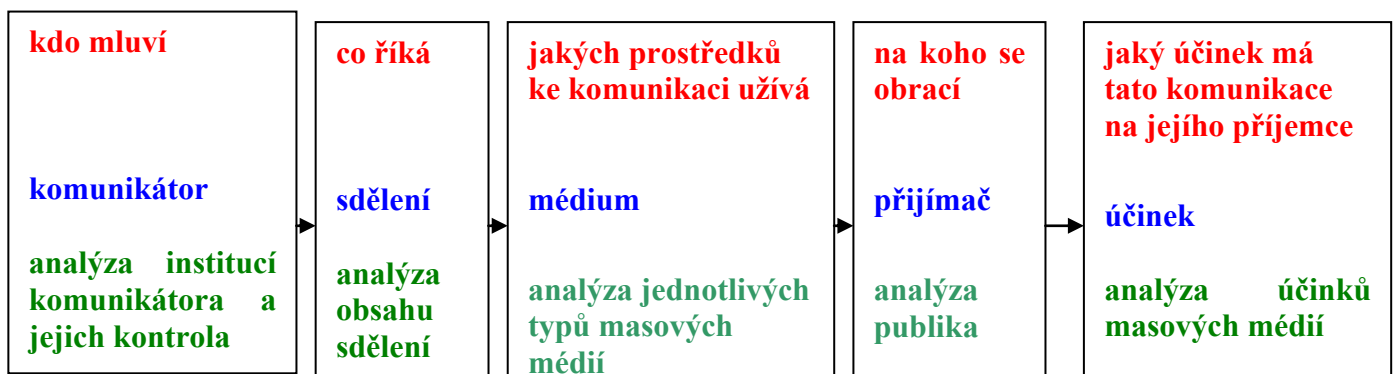 kdo mluví
komunikátor
analýza institucí
komunikátora a
jejich kontrola
co říká
sdělení
analýza
obsahu
sdělení
jakých prostředků
ke komunikaci užívá
médium
analýza jednotlivých
typů masových
médií
na koho se
obrací
přijímač
analýza
publika
jaký účinek má
tato komunikace
na jejího příjemce
účinek
analýza účinků
masových médií